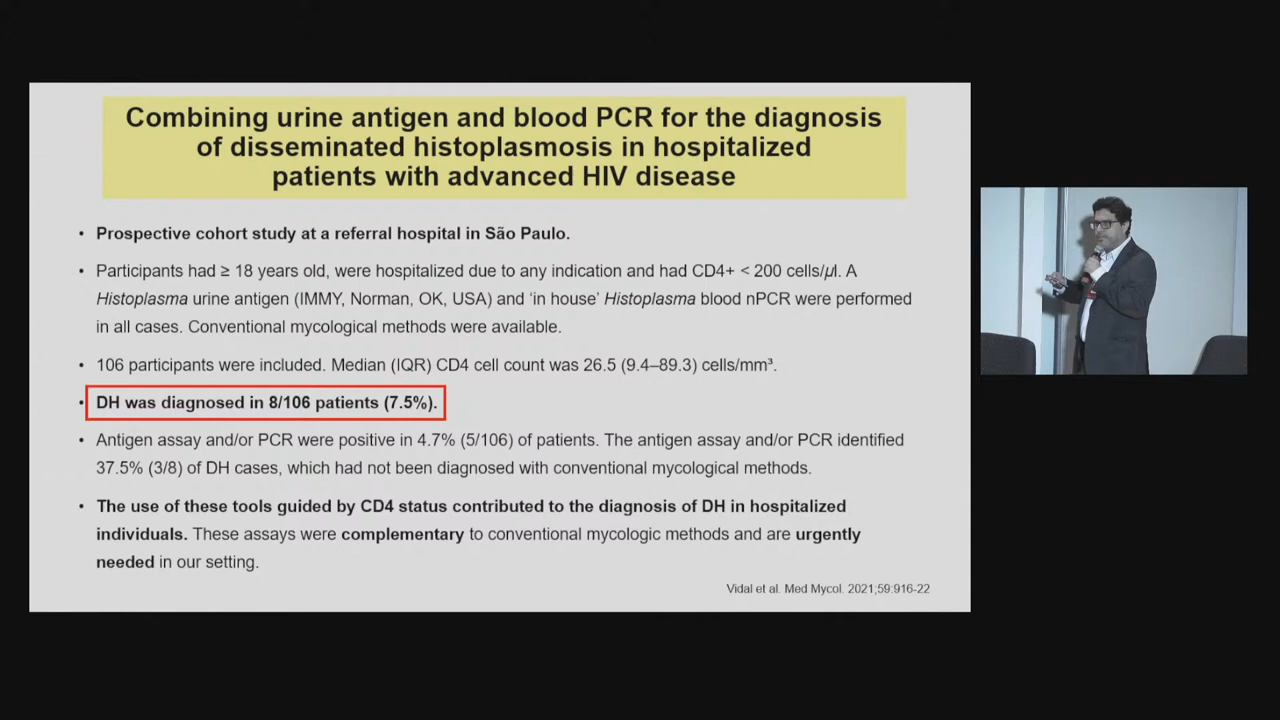 Combining urine antigen and blood PCR for the diagnosis
of disseminated histoplasmosis in hospitalized
patients with advanced HIV disease
• Prospective cohort study at a referral hospital in São Paulo.
• Participants had ≥ 18 years old, were hospitalized due to any indication and had CD4+ < 200 cells/µl. A
Histoplasma urine antigen (IMMY, Norman, OK, USA) and ‘in house’ Histoplasma blood nPCR were performed
in all cases. Conventional mycological methods were available.
• 106 participants were included. Median (IQR) CD4 cell count was 26.5 (9.4–89.3) cells/mm³.
• DH was diagnosed in 8/106 patients (7.5%).
• Antigen assay and/or PCR were positive in 4.7% (5/106) of patients. The antigen assay and/or PCR identified
37.5% (3/8) of DH cases, which had not been diagnosed with conventional mycological methods.
• The use of these tools guided by CD4 status contributed to the diagnosis of DH in hospitalized
individuals. These assays were complementary to conventional mycologic methods and are urgently
needed in our setting.
Vidal et al. Med Mycol. 2021;59:916-22